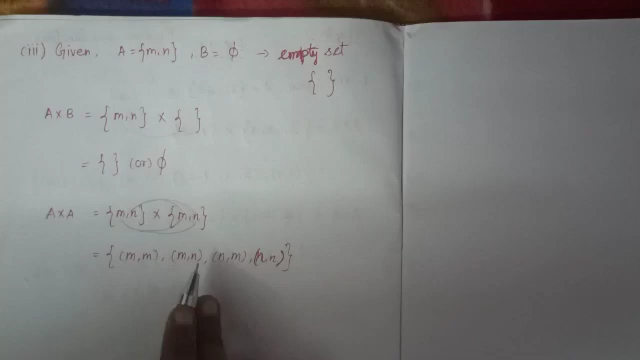 (iii) Given, A = {m,n} , B = ϕ → empty set
{ }
A×B = {m,n} × { }
= { } (or) ϕ
A×A = {m,n} × {m,n}
= {(m,m), (m,n), (n,m), (n,n)}